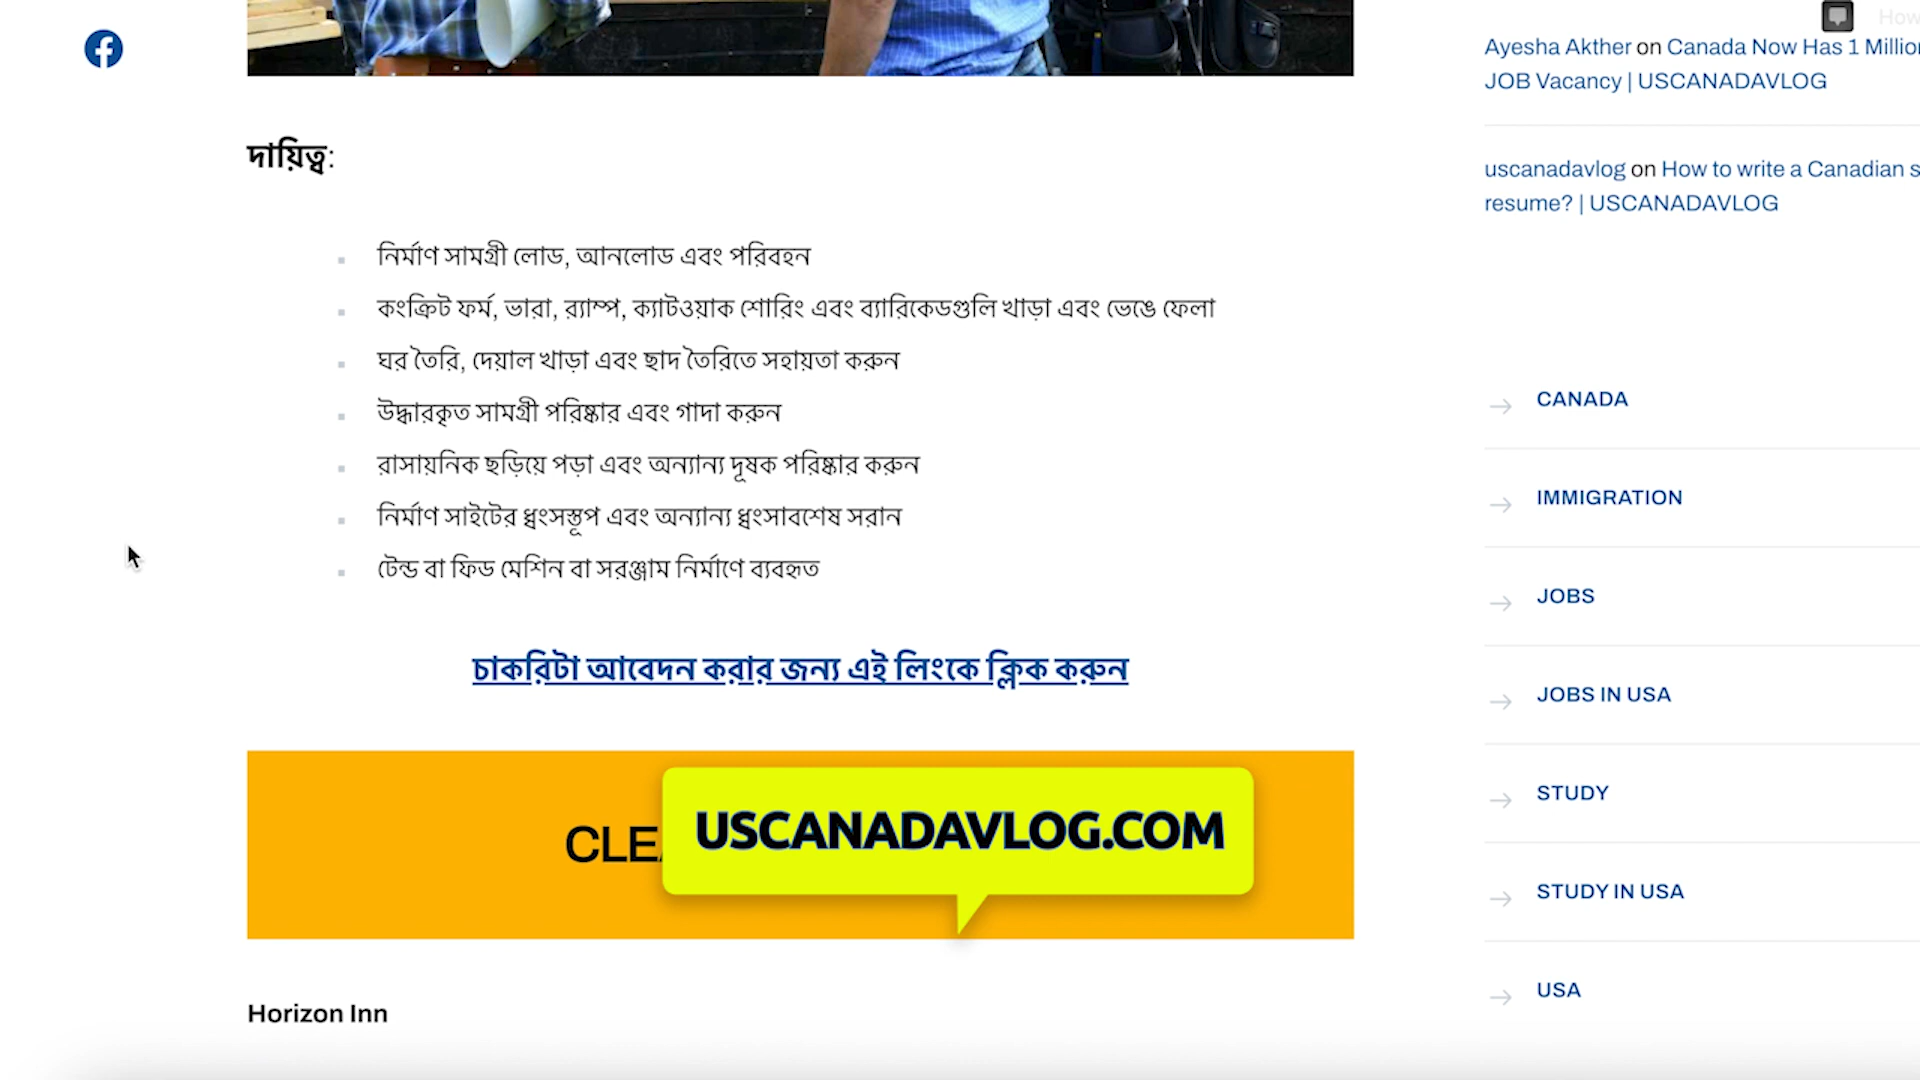 How
Ayesha Akther on Canada Now Has 1 Million
JOB Vacancy | USCANADAVLOG
uscanadavlog on How to write a Canadian s
resume? | USCANADAVLOG
দায়িত্ব:
নির্মাণ সামগ্রী লোড, আনলোড এবং পরিবহন
কংক্রিট ফর্ম, ভারা, র‍্যাম্প, ক্যাটওয়াক শোরিং এবং ব্যারিকেডগুলি খাড়া এবং ভেঙে ফেলা
ঘর তৈরি, দেয়াল খাড়া এবং ছাদ তৈরিতে সহায়তা করুন
উদ্ধারকৃত সামগ্রী পরিষ্কার এবং গাদা করুন
রাসায়নিক ছড়িয়ে পড়া এবং অন্যান্য দূষক পরিষ্কার করুন
নির্মাণ সাইটের ধ্বংসস্তূপ এবং অন্যান্য ধ্বংসাবশেষ সরান
টেন্ড বা ফিড মেশিন বা সরঞ্জাম নির্মাণে ব্যবহৃত
চাকরিটা আবেদন করার জন্য এই লিংকে ক্লিক করুন
CLEA
USCANADAVLOG.COM
Horizon Inn
CANADA
IMMIGRATION
JOBS
JOBS IN USA
STUDY
STUDY IN USA
USA